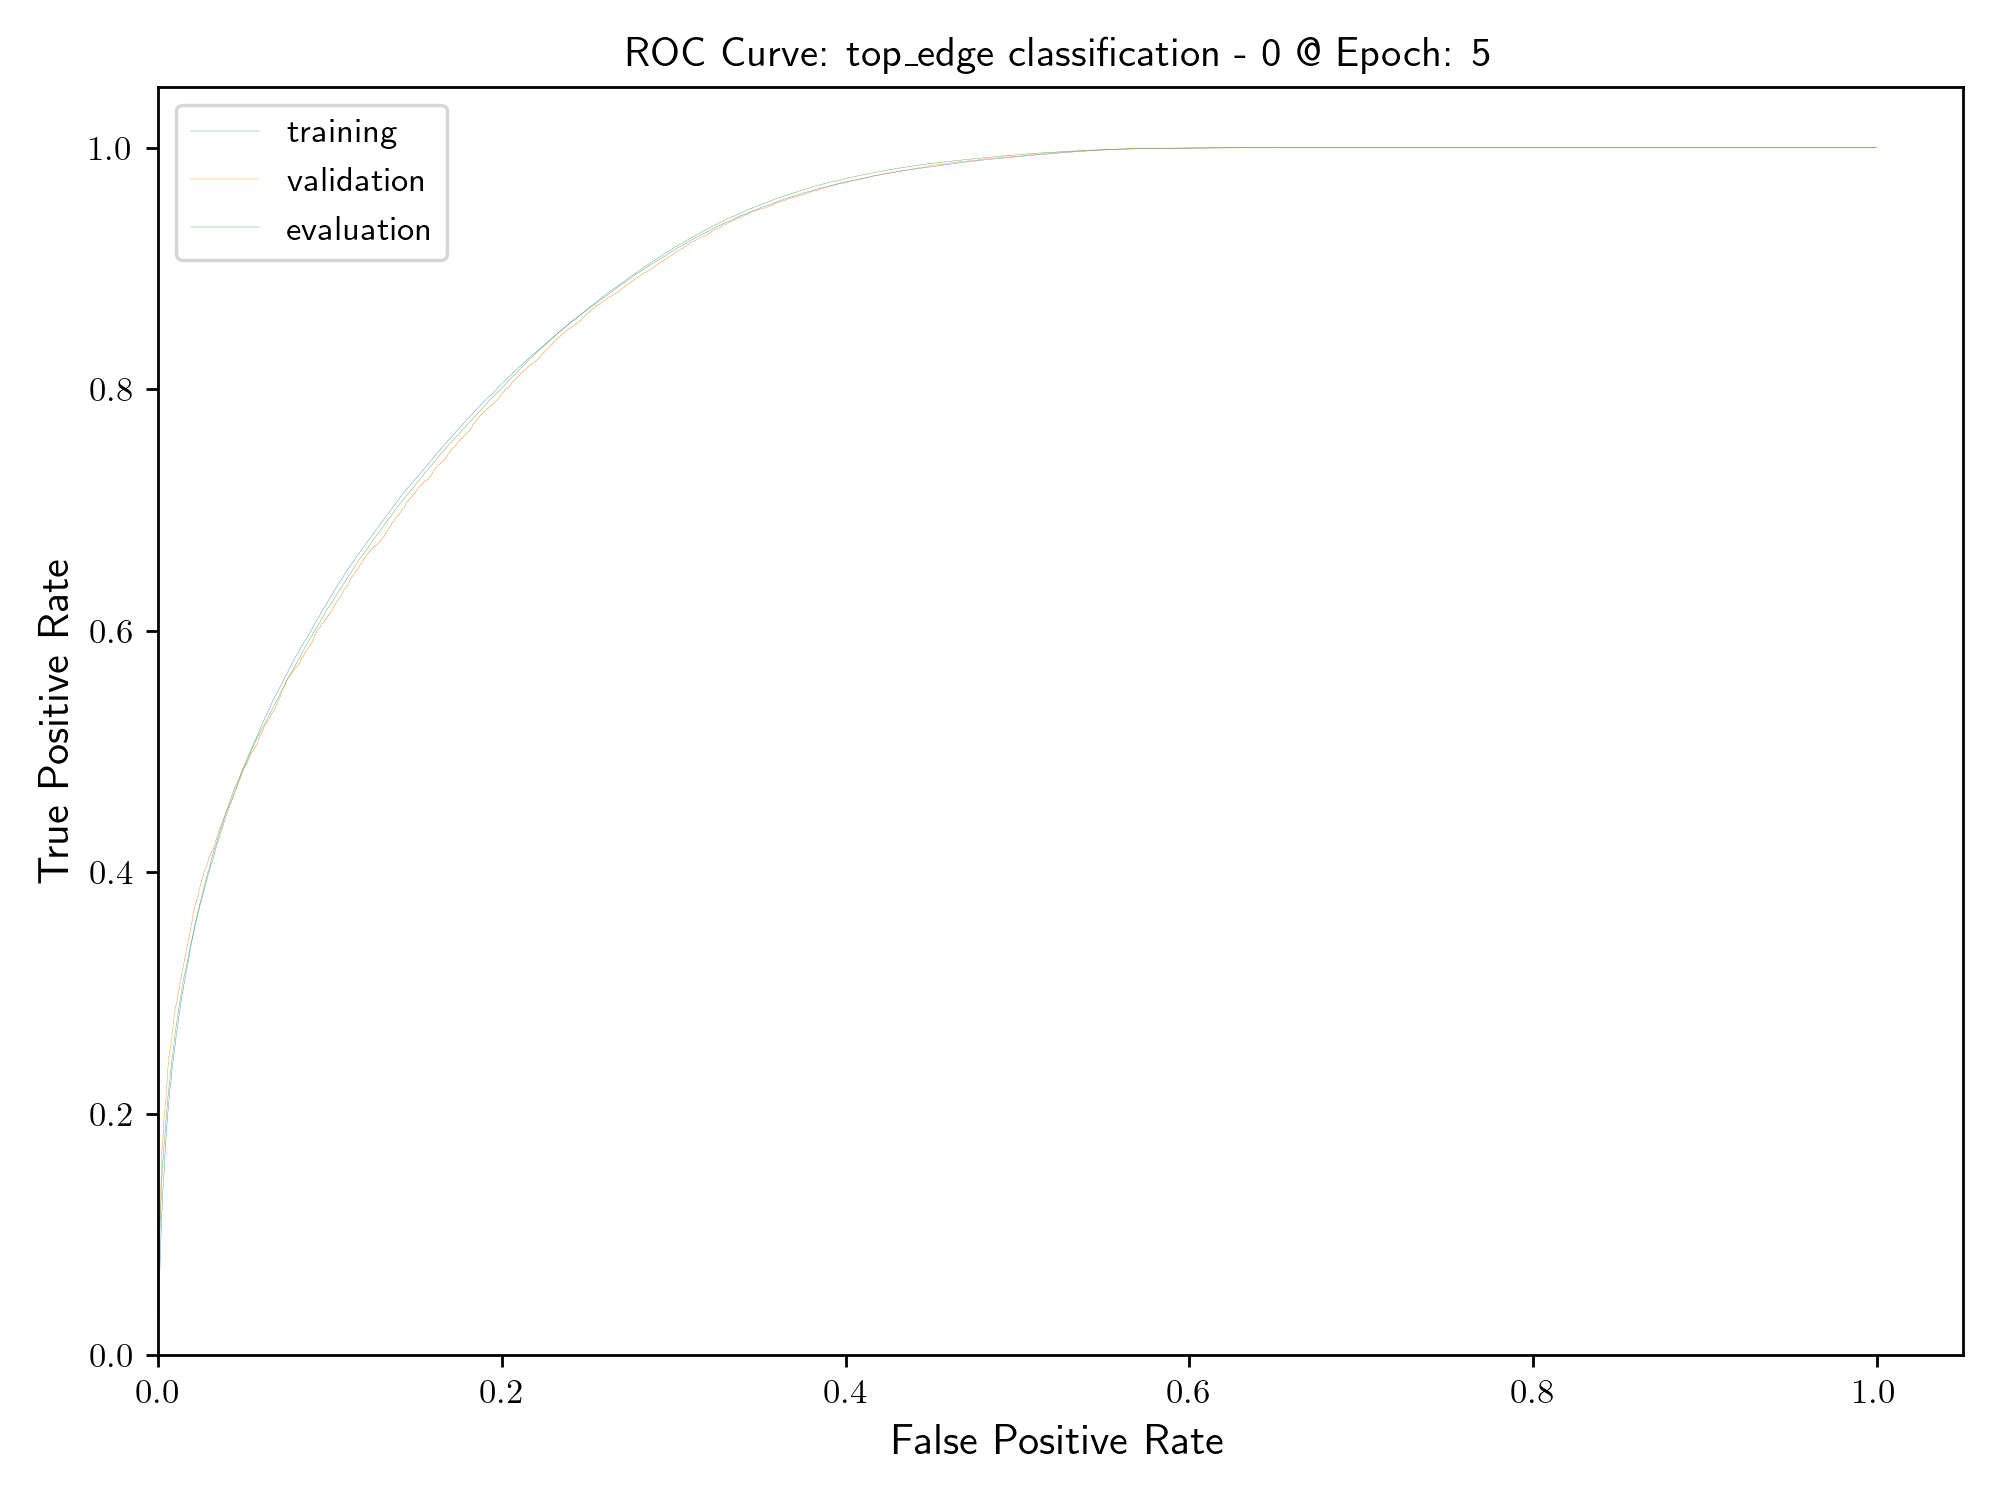 ROC Curve: top_edge classification - 0 @ Epoch: 5
training
validation
evaluation
1.0
0.8
0.6
0.4
0.2
0.0
True Positive Rate
0.0 0.2 0.4 0.6 0.8 1.0
False Positive Rate